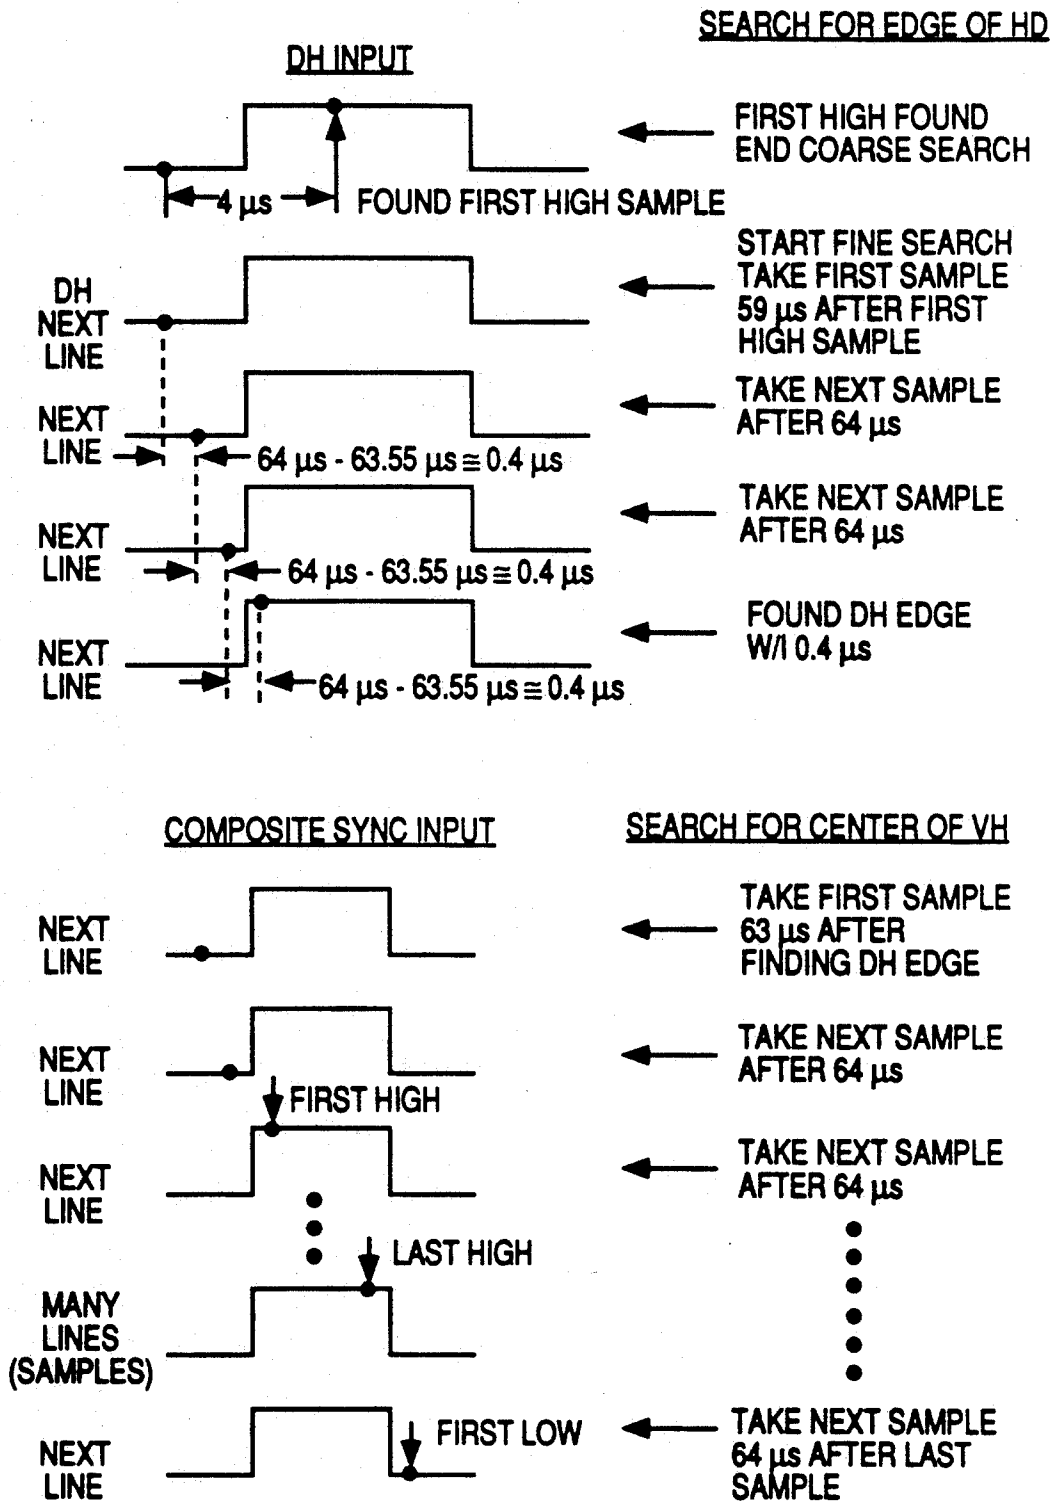 SEARCH FOR EDGE OF HD
DH INPUT
FIRST HIGH FOUND
END COARSE SEARCH
4 µs
FOUND FIRST HIGH SAMPLE
START FINE SEARCH
TAKE FIRST SAMPLE
59 µs AFTER FIRST
HIGH SAMPLE
DH
NEXT
LINE
TAKE NEXT SAMPLE
AFTER 64 µs
NEXT
LINE
64 µs - 63.55 µs ≅ 0.4 µs
TAKE NEXT SAMPLE
AFTER 64 µs
NEXT
LINE
64 µs - 63.55 µs ≅ 0.4 µs
FOUND DH EDGE
W/I 0.4 µs
NEXT
LINE
64 µs - 63.55 µs ≅ 0.4 µs
COMPOSITE SYNC INPUT
SEARCH FOR CENTER OF VH
NEXT
LINE
TAKE FIRST SAMPLE
63 µs AFTER
FINDING DH EDGE
NEXT
LINE
TAKE NEXT SAMPLE
AFTER 64 µs
FIRST HIGH
NEXT
LINE
TAKE NEXT SAMPLE
AFTER 64 µs
LAST HIGH
MANY
LINES
(SAMPLES)
FIRST LOW
NEXT
LINE
TAKE NEXT SAMPLE
64 µs AFTER LAST
SAMPLE